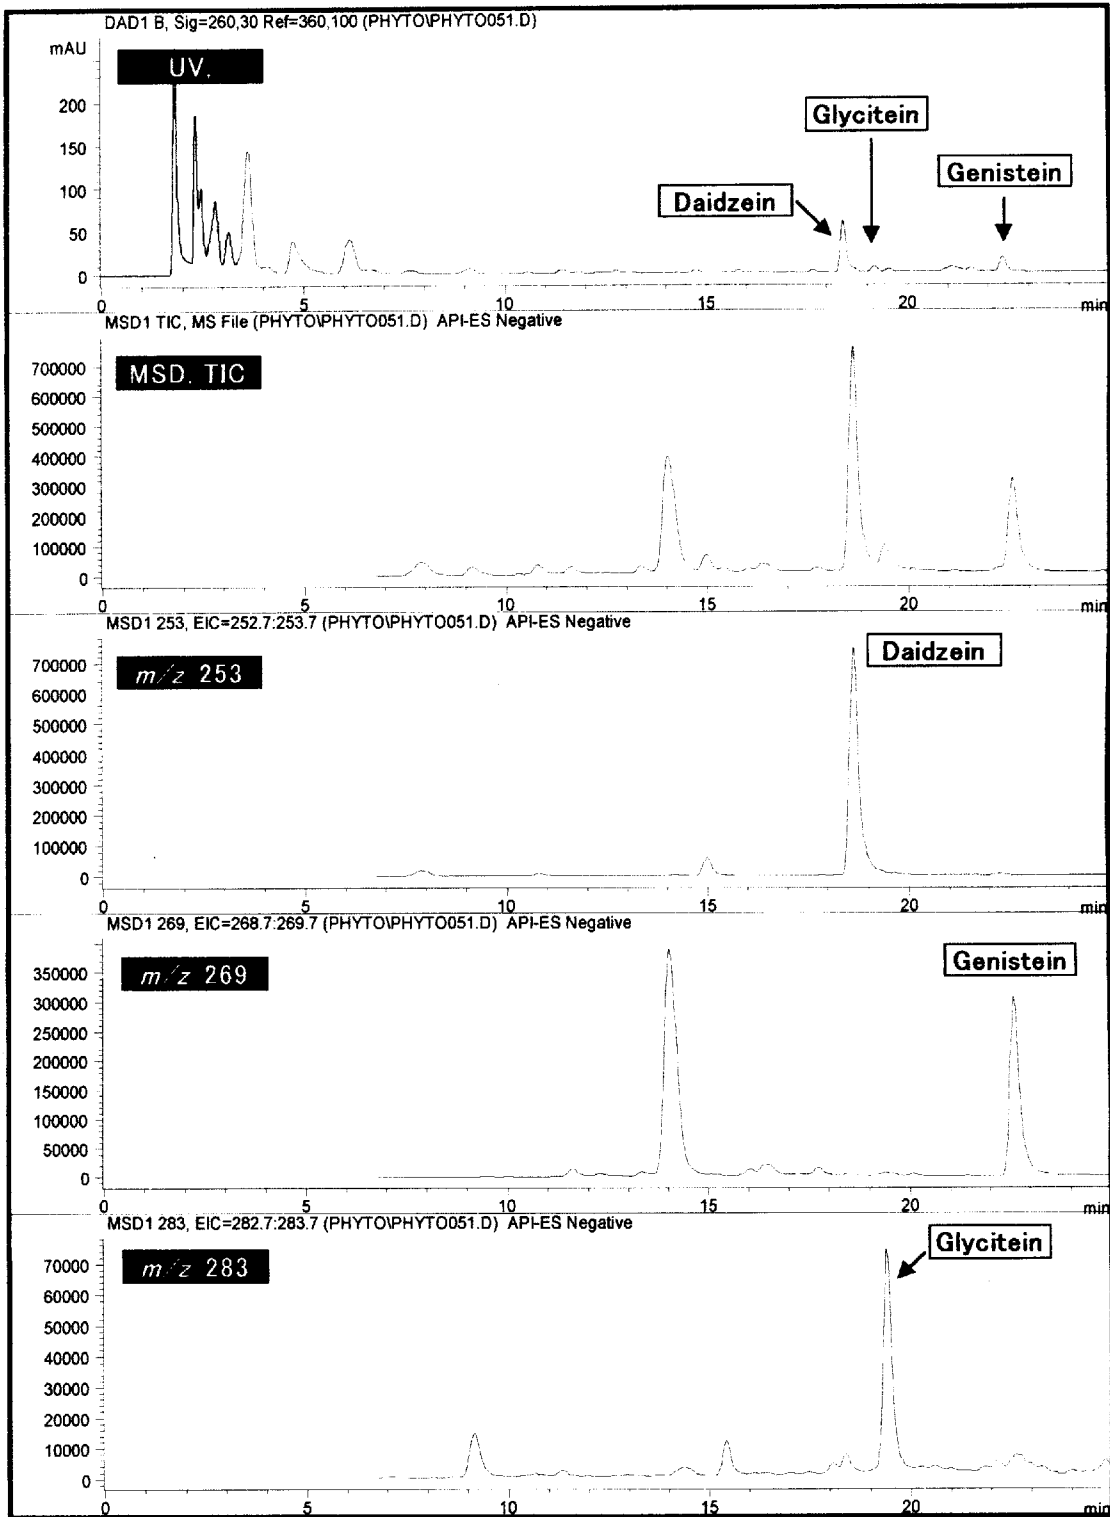 DAD1 B, Sig=260,30 Ref=360,100 (PHYTO\PHYTO051.D)
mAU
UV.
200
150
100
50
0
Glycitein
Genistein
Daidzein
0 5 10 15 20 min
MSD1 TIC, MS File (PHYTO\PHYTO051.D) API-ES Negative
MSD. TIC
700000
600000
500000
400000
300000
200000
100000
0
0 5 10 15 20 min
MSD1 253, EIC=252.7:253.7 (PHYTO\PHYTO051.D) API-ES Negative
m/z 253
Daidzein
700000
600000
500000
400000
300000
200000
100000
0
0 5 10 15 20 min
MSD1 269, EIC=268.7:269.7 (PHYTO\PHYTO051.D) API-ES Negative
m/z 269
Genistein
350000
300000
250000
200000
150000
100000
50000
0
0 5 10 15 20 min
MSD1 283, EIC=282.7:283.7 (PHYTO\PHYTO051.D) API-ES Negative
m/z 283
Glycitein
70000
60000
50000
40000
30000
20000
10000
0
0 5 10 15 20 min